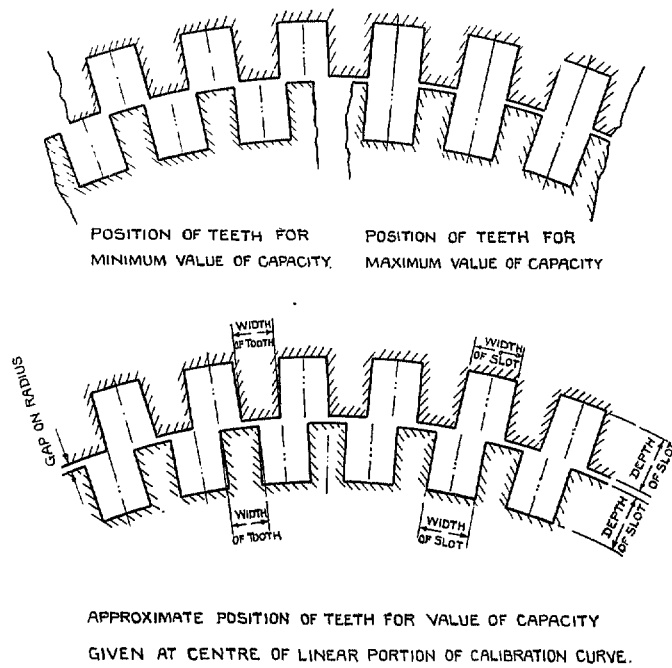 POSITION OF TEETH FOR
MINIMUM VALUE OF CAPACITY.
POSITION OF TEETH FOR
MAXIMUM VALUE OF CAPACITY
WIDTH
OF TOOTH
WIDTH
OF SLOT
GAP ON RADIUS
DEPTH
OF SLOT
DEPTH
OF SLOT
WIDTH
OF TOOTH
WIDTH
OF SLOT
APPROXIMATE POSITION OF TEETH FOR VALUE OF CAPACITY
GIVEN AT CENTRE OF LINEAR PORTION OF CALIBRATION CURVE.